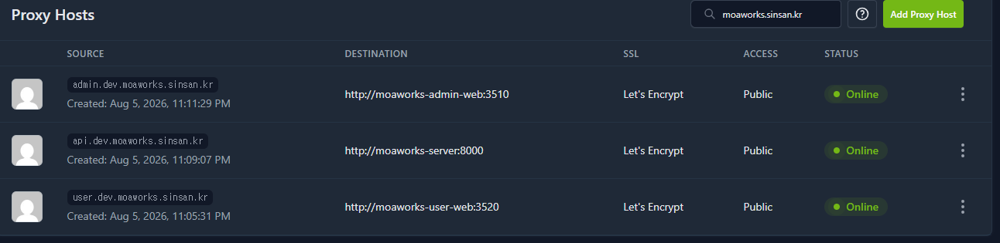 Proxy Hosts
moaworks.sinsan.kr
Add Proxy Host
SOURCE DESTINATION SSL ACCESS STATUS
admin.dev.moaworks.sinsan.kr
Created: Aug 5, 2026, 11:11:29 PM
http://moaworks-admin-web:3510
Let's Encrypt
Public
Online
api.dev.moaworks.sinsan.kr
Created: Aug 5, 2026, 11:09:07 PM
http://moaworks-server:8000
Let's Encrypt
Public
Online
user.dev.moaworks.sinsan.kr
Created: Aug 5, 2026, 11:05:31 PM
http://moaworks-user-web:3520
Let's Encrypt
Public
Online